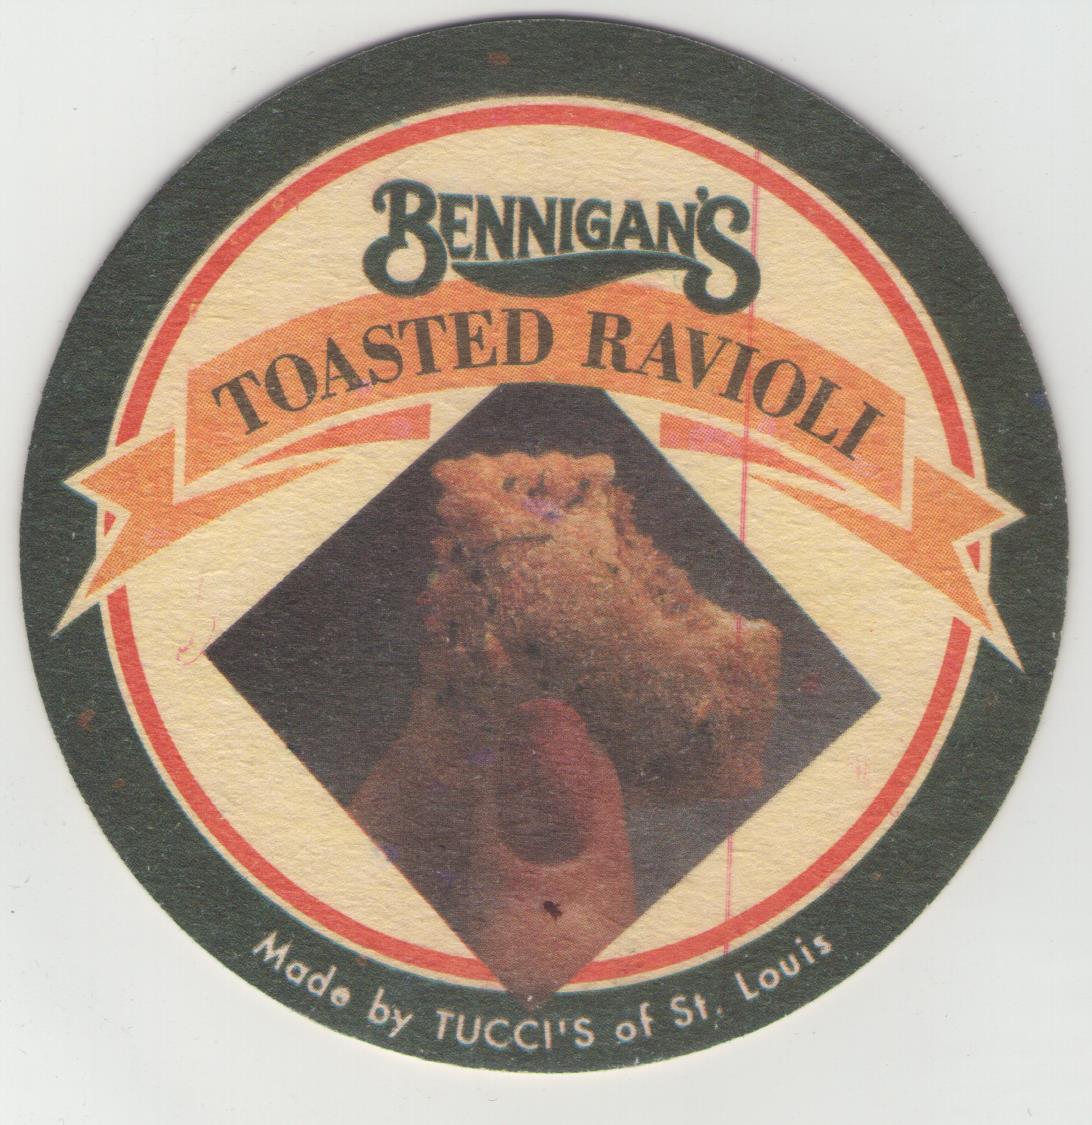 BENNIGAN'S
TOASTED RAVIOLI
Made by TUCCI'S of St. Louis